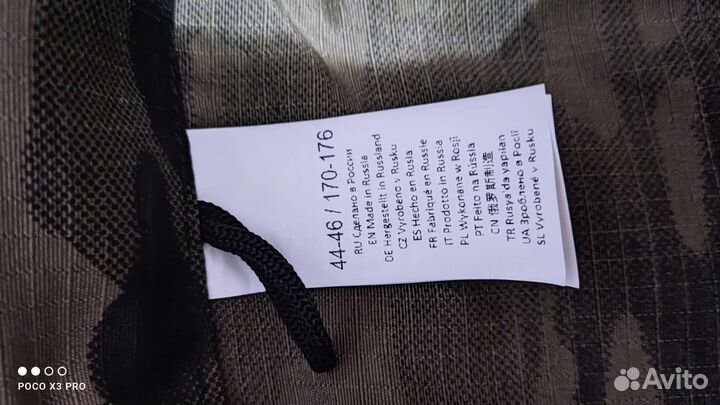 44-46 / 170-176
RU Сделано в России
EN Made in Russia
DE Hergestellt in Russland
CZ Vyrobeno v Rusku
ES Hecho en Rusia
FR Fabriqué en Russie
IT Prodotto in Russia
PL Wykonane w Rosji
PT Feito na Rússia
CN 俄罗斯制造
TR Rusya da yapılan
UA Зроблено в Росії
SL Vyrobené v Rusku
POCO X3 PRO
Avito